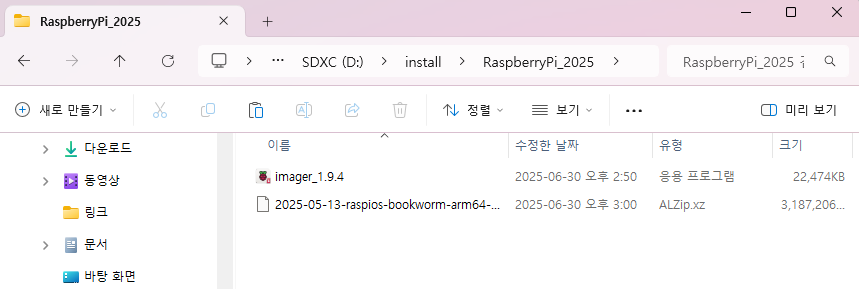 RaspberryPi_2025
SDXC (D:) install RaspberryPi_2025 RaspberryPi_2025 검
새로 만들기 정렬 보기 미리 보기
이름 수정한 날짜 유형 크기
다운로드
동영상
링크
문서
바탕 화면
imager_1.9.4 2025-06-30 오후 2:50 응용 프로그램 22,474KB
2025-05-13-raspios-bookworm-arm64-... 2025-06-30 오후 3:00 ALZip.xz 3,187,206...